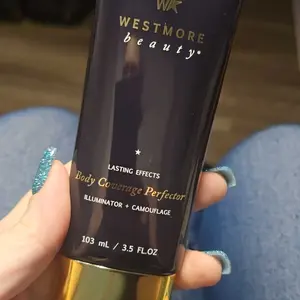 WESTMORE
beauty®
LASTING EFFECTS
Body Coverage Perfector
ILLUMINATOR + CAMOUFLAGE
103 mL / 3.5 FL.OZ